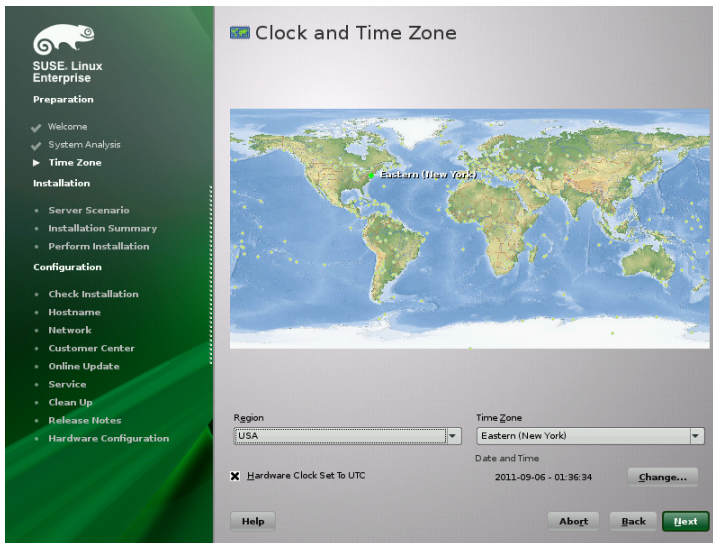 SUSE. Linux
Enterprise
Preparation
Welcome
System Analysis
Time Zone
Installation
Server Scenario
Installation Summary
Perform Installation
Configuration
Check Installation
Hostname
Network
Customer Center
Online Update
Service
Clean Up
Release Notes
Hardware Configuration
Clock and Time Zone
Eastern (New York)
Region
USA
Time Zone
Eastern (New York)
Hardware Clock Set To UTC
Date and Time
2011-09-06 - 01:36:34
Change...
Help
Abort
Back
Next